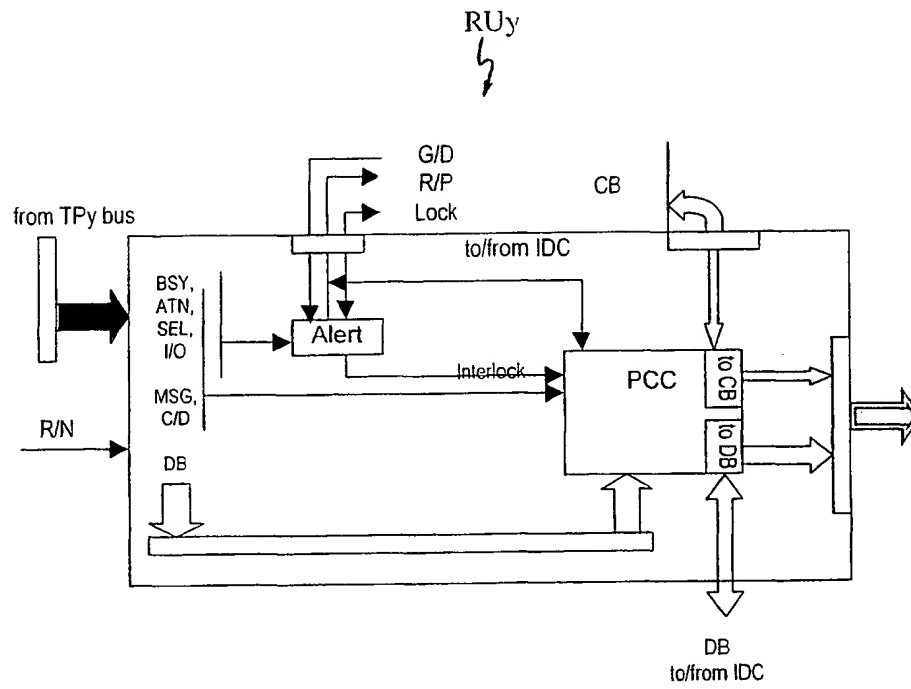 RUy
G/D
R/P
Lock
CB
from TPy bus
to/from IDC
BSY,
ATN,
SEL,
I/O
Alert
Interlock
PCC
to CB
to DB
MSG,
C/D
R/N
DB
DB
to/from IDC